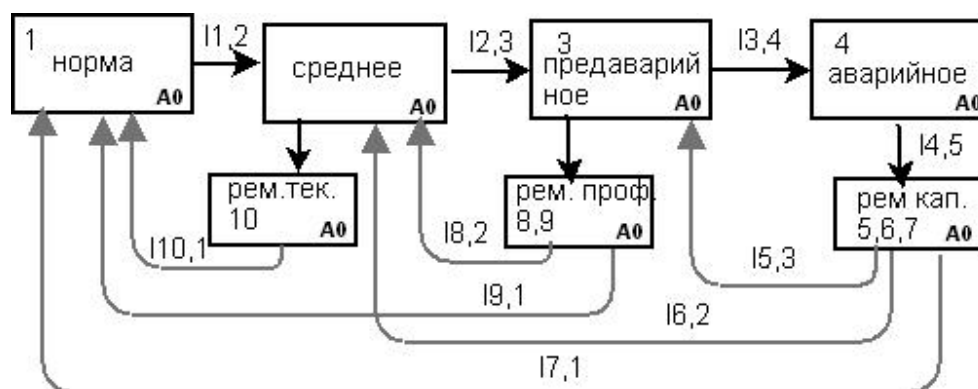 1
норма
A0
I1,2
среднее
A0
I2,3
3
предаварий
ное
A0
I3,4
4
аварийное
A0
I4,5
рем.тек.
10
A0
рем. проф.
8,9
A0
рем кап.
5,6,7
A0
I10,1
I8,2
I5,3
I9,1
I6,2
I7,1